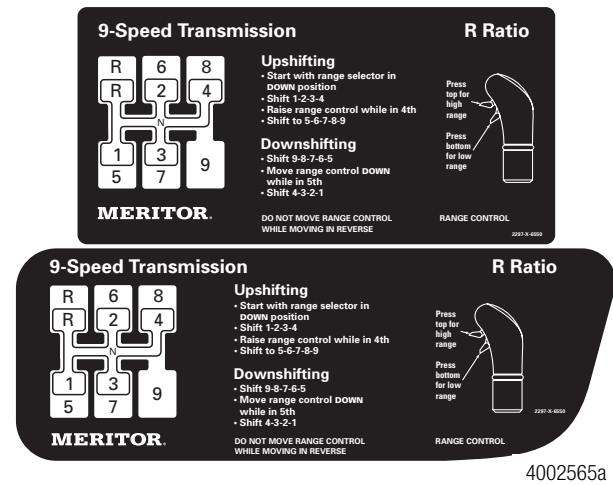 9-Speed Transmission R Ratio
R 6 8
R 2 4
N
1 3 9
5 7
MERITOR.
Upshifting
• Start with range selector in
DOWN position
• Shift 1-2-3-4
• Raise range control while in 4th
• Shift to 5-6-7-8-9
Downshifting
• Shift 9-8-7-6-5
• Move range control DOWN
while in 5th
• Shift 4-3-2-1
DO NOT MOVE RANGE CONTROL
WHILE MOVING IN REVERSE
Press
top for
high
range
Press
bottom
for low
range
RANGE CONTROL
2297-X-6550
9-Speed Transmission R Ratio
R 6 8
R 2 4
N
1 3 9
5 7
MERITOR.
Upshifting
• Start with range selector in
DOWN position
• Shift 1-2-3-4
• Raise range control while in 4th
• Shift to 5-6-7-8-9
Downshifting
• Shift 9-8-7-6-5
• Move range control DOWN
while in 5th
• Shift 4-3-2-1
DO NOT MOVE RANGE CONTROL
WHILE MOVING IN REVERSE
Press
top for
high
range
Press
bottom
for low
range
2297-X-6550
RANGE CONTROL
4002565a